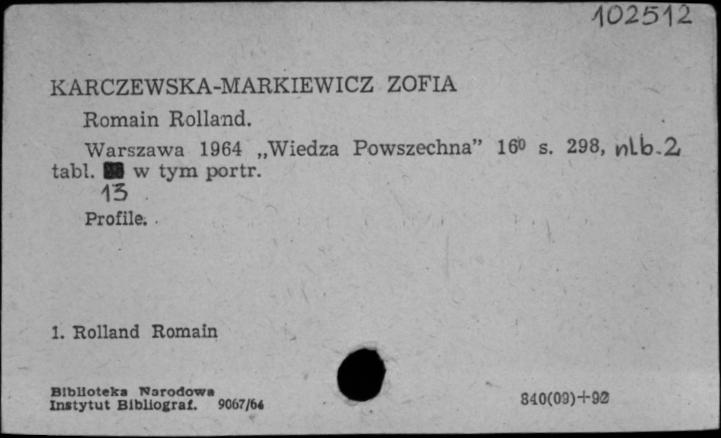 102512
KARCZEWSKA-MARKIEWICZ ZOFIA
Romain Rolland.
Warszawa 1964 „Wiedza Powszechna” 16⁰ s. 298, nlb. 2
tabl. w tym portr.
13
Profile.
1. Rolland Romain
Biblioteka Narodowa
Instytut Bibliograf. 9067/64
840(09)+92